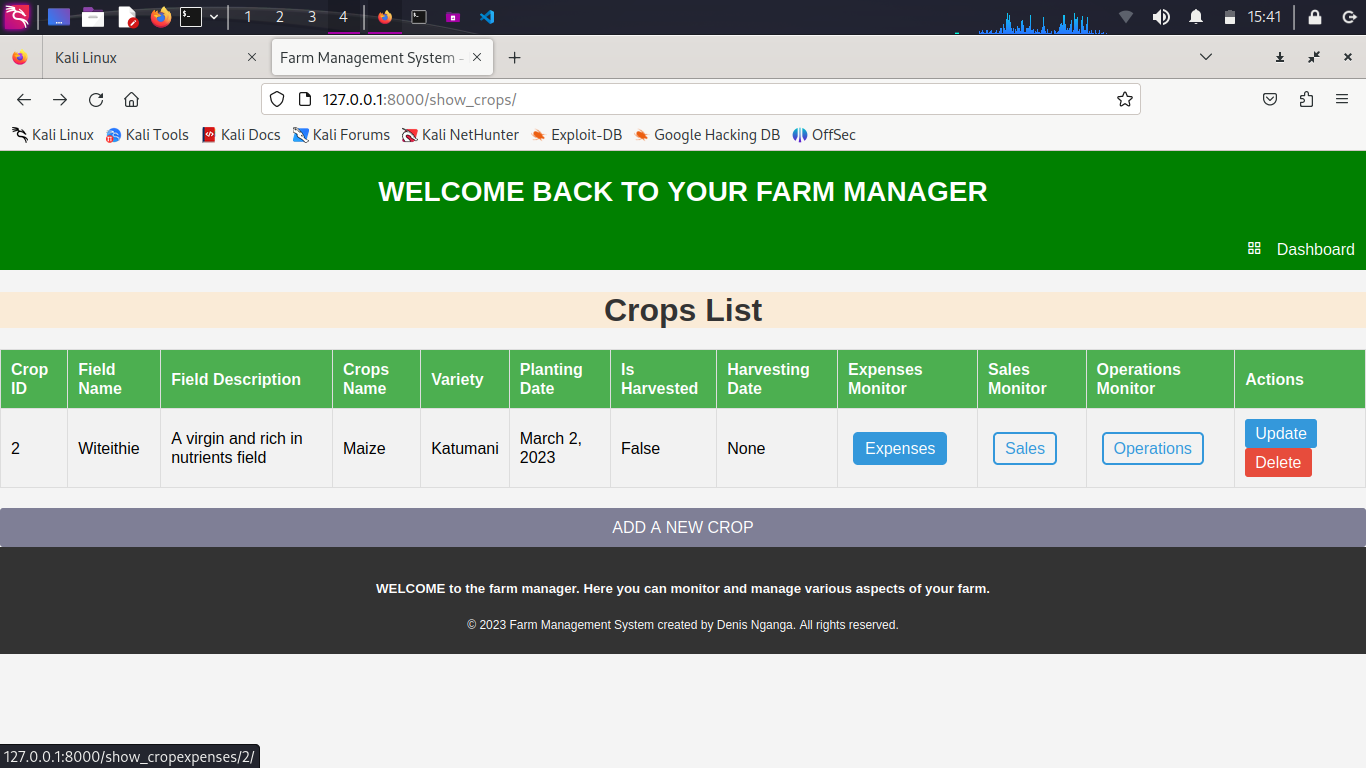 1 2 3 4 15:41
Kali Linux Farm Management System -
127.0.0.1:8000/show_crops/
Kali Linux Kali Tools Kali Docs Kali Forums Kali NetHunter Exploit-DB Google Hacking DB OffSec
WELCOME BACK TO YOUR FARM MANAGER
Dashboard
Crops List
Crop ID Field Name Field Description Crops Name Variety Planting Date Is Harvested Harvesting Date Expenses Monitor Sales Monitor Operations Monitor Actions
2 Witeithie A virgin and rich in nutrients field Maize Katumani March 2, 2023 False None Expenses Sales Operations Update Delete
ADD A NEW CROP
WELCOME to the farm manager. Here you can monitor and manage various aspects of your farm.
© 2023 Farm Management System created by Denis Nganga. All rights reserved.
127.0.0.1:8000/show_cropexpenses/2/